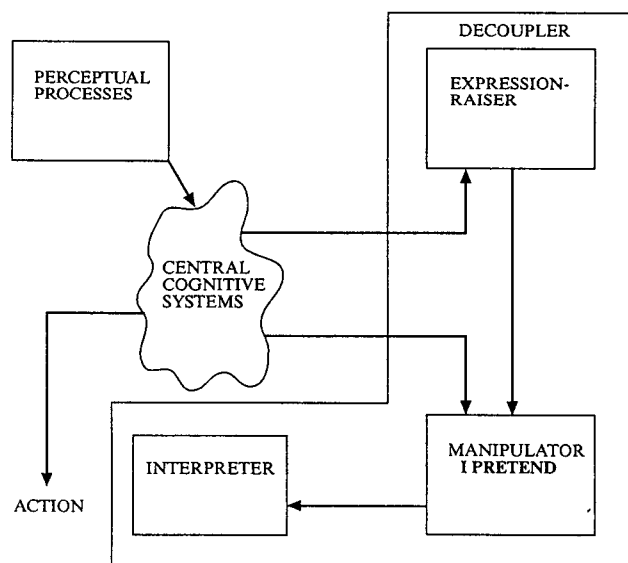 DECOUPLER
PERCEPTUAL
PROCESSES
EXPRESSION-
RAISER
CENTRAL
COGNITIVE
SYSTEMS
INTERPRETER
MANIPULATOR
I PRETEND
ACTION